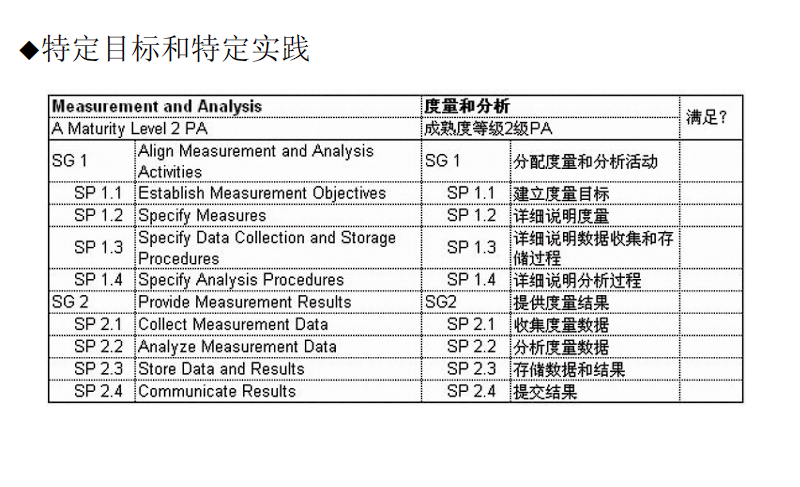 ◆特定目标和特定实践
Measurement and Analysis 度量和分析 满足?
A Maturity Level 2 PA 成熟度等级2级PA
SG 1 Align Measurement and Analysis
Activities SG 1 分配度量和分析活动
SP 1.1 Establish Measurement Objectives SP 1.1 建立度量目标
SP 1.2 Specify Measures SP 1.2 详细说明度量
SP 1.3 Specify Data Collection and Storage
Procedures SP 1.3 详细说明数据收集和存
储过程
SP 1.4 Specify Analysis Procedures SP 1.4 详细说明分析过程
SG 2 Provide Measurement Results SG2 提供度量结果
SP 2.1 Collect Measurement Data SP 2.1 收集度量数据
SP 2.2 Analyze Measurement Data SP 2.2 分析度量数据
SP 2.3 Store Data and Results SP 2.3 存储数据和结果
SP 2.4 Communicate Results SP 2.4 提交结果